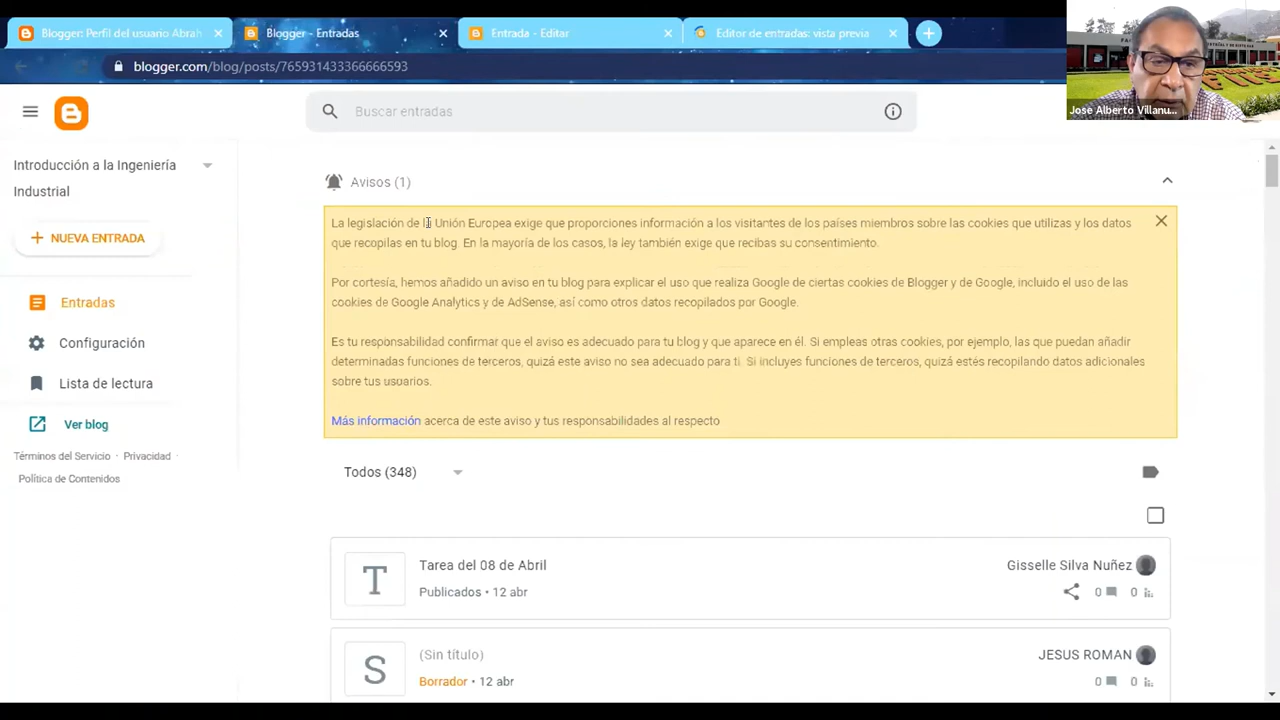 Blogger: Perfil del usuano Abrah
Blogger - Entradas
Entrada - Editar
Editor de entradas: vista previa
blogger.com/blog/posts/765931433366666593
José Alberto Villanu...
Buscar entradas
Introducción a la Ingeniería
Industrial
NUEVA ENTRADA
Entradas
Configuración
Lista de lectura
Ver blog
Términos del Servicio · Privacidad ·
Política de Contenidos
Avisos (1)
La legislación de la Unión Europea exige que proporciones información a los visitantes de los países miembros sobre las cookies que utilizas y los datos
que recopilas en tu blog. En la mayoría de los casos, la ley también exige que recibas su consentimiento.
Por cortesía, hemos añadido un aviso en tu blog para explicar el uso que realiza Google de ciertas cookies de Blogger y de Google, incluido el uso de las
cookies de Google Analytics y de AdSense, así como otros datos recopilados por Google.
Es tu responsabilidad confirmar que el aviso es adecuado para tu blog y que aparece en él. Si empleas otras cookies, por ejemplo, las que puedan añadir
determinadas funciones de terceros, quizá este aviso no sea adecuado para ti. Si incluyes funciones de terceros, quizá estés recopilando datos adicionales
sobre tus usuarios.
Más información acerca de este aviso y tus responsabilidades al respecto
Todos (348)
T
Tarea del 08 de Abril
Gisselle Silva Nuñez
Publicados • 12 abr
0 0
S
(Sin título)
JESUS ROMAN
Borrador • 12 abr
0 0